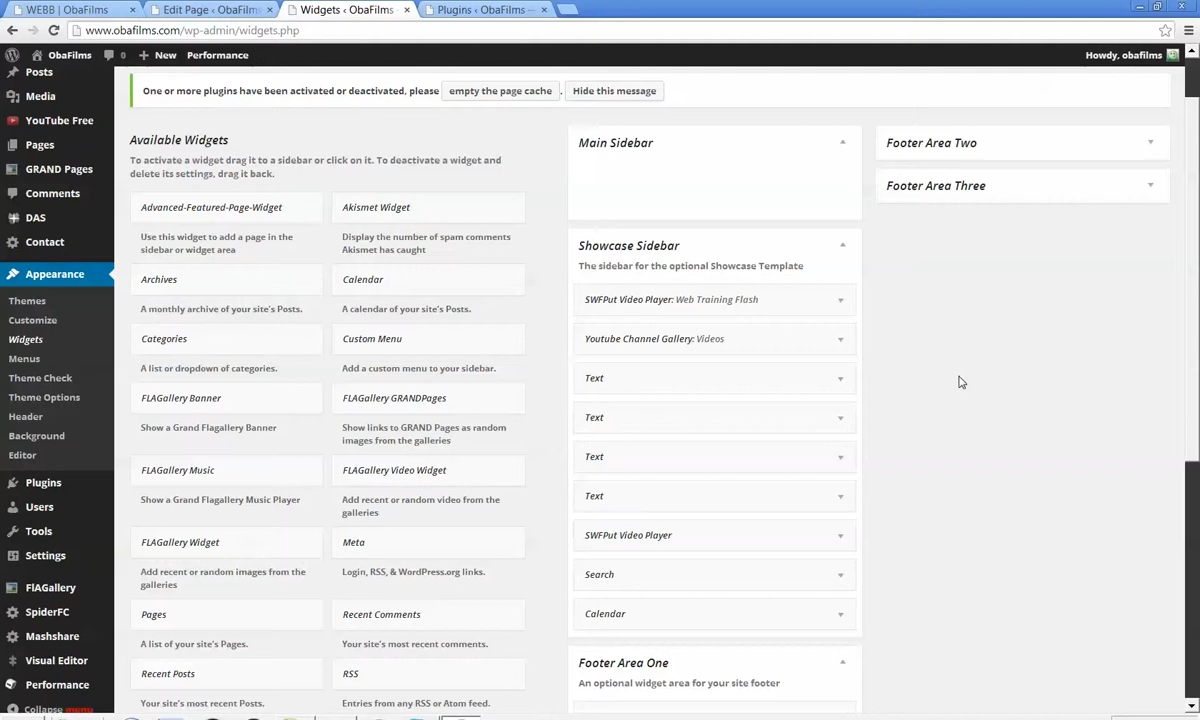 WEBB | ObaFilms
Edit Page ‹ ObaFilms
Widgets ‹ ObaFilms
Plugins ‹ ObaFilms —
www.obafilms.com/wp-admin/widgets.php
ObaFilms
0
New
Performance
Howdy, obafilms
Posts
Media
YouTube Free
Pages
GRAND Pages
Comments
DAS
Contact
Appearance
Themes
Customize
Widgets
Menus
Theme Check
Theme Options
Header
Background
Editor
Plugins
Users
Tools
Settings
FlAGallery
SpiderFC
Mashshare
Visual Editor
Performance
Collapse menu
One or more plugins have been activated or deactivated, please empty the page cache . Hide this message
Available Widgets
To activate a widget drag it to a sidebar or click on it. To deactivate a widget and
delete its settings, drag it back.
Advanced-Featured-Page-Widget
Use this widget to add a page in the
sidebar or widget area
Akismet Widget
Display the number of spam comments
Akismet has caught
Archives
A monthly archive of your site's Posts.
Calendar
A calendar of your site's Posts.
Categories
A list or dropdown of categories.
Custom Menu
Add a custom menu to your sidebar.
FLAGallery Banner
Show a Grand Flagallery Banner
FLAGallery GRANDPages
Show links to GRAND Pages as random
images from the galleries
FLAGallery Music
Show a Grand Flagallery Music Player
FLAGallery Video Widget
Add recent or random video from the
galleries
FLAGallery Widget
Add recent or random images from the
galleries
Meta
Login, RSS, & WordPress.org links.
Pages
A list of your site's Pages.
Recent Comments
Your site's most recent comments.
Recent Posts
Your site's most recent Posts.
RSS
Entries from any RSS or Atom feed.
Main Sidebar
Showcase Sidebar
The sidebar for the optional Showcase Template
SWFPut Video Player: Web Training Flash
Youtube Channel Gallery: Videos
Text
Text
Text
Text
SWFPut Video Player
Search
Calendar
Footer Area One
An optional widget area for your site footer
Footer Area Two
Footer Area Three